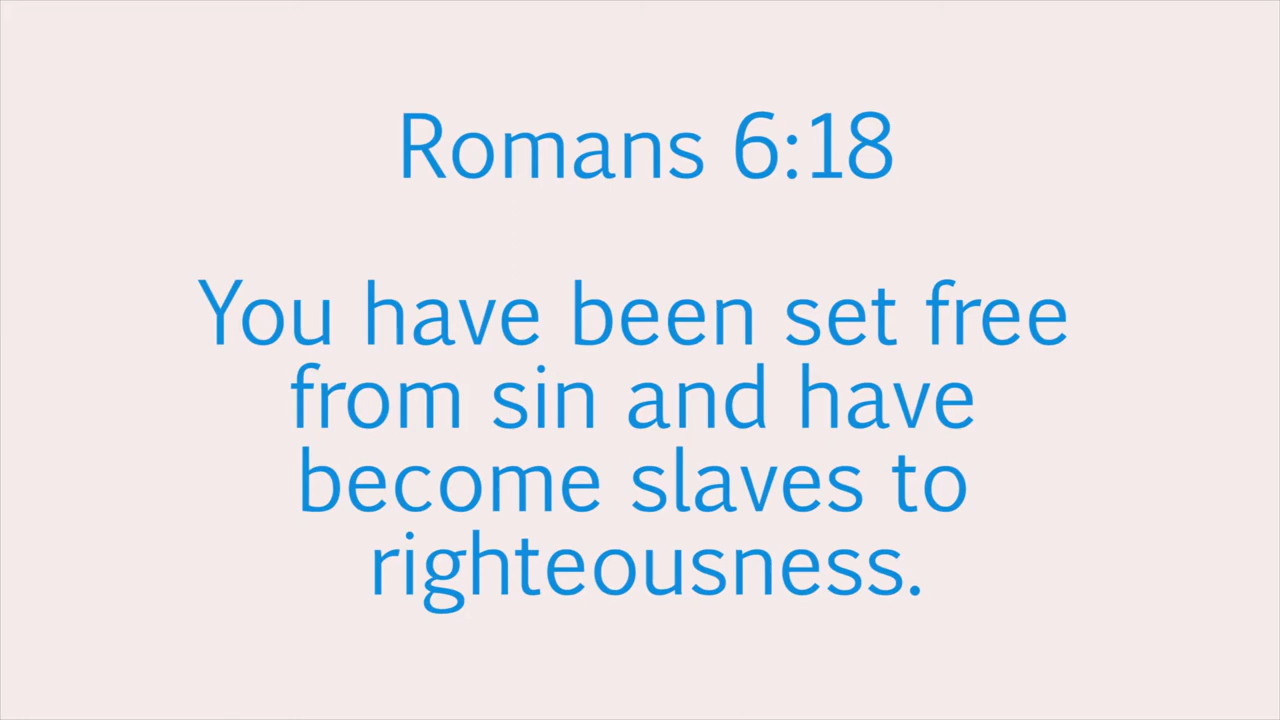 Romans 6:18
You have been set free
from sin and have
become slaves to
righteousness.